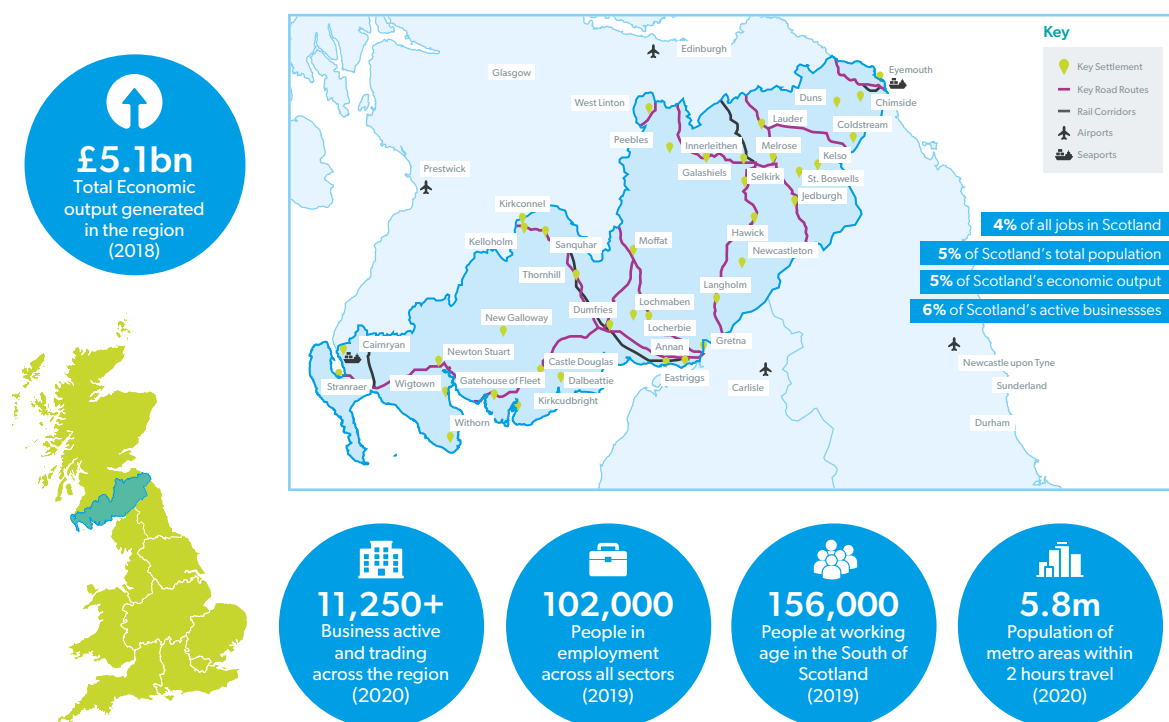 £5.1bn
Total Economic
output generated
in the region
(2018)
Edinburgh
Glasgow
Eyemouth
Duns
Chimside
West Linton
Lauder
Coldstream
Peebles
Innerleithen
Melrose
Kelso
Galashiels
Selkirk
St. Boswells
Prestwick
Jedburgh
Kirkconnel
Hawick
Kelloholm
Sanquhar
Moffat
Newcastleton
Thornhill
Langholm
Lochmaben
Dumfries
New Galloway
Locherbie
Cairnryan
Annan
Gretna
Newton Stuart
Castle Douglas
Stranraer
Wigtown
Gatehouse of Fleet
Dalbeattie
Eastriggs
Carlisle
Kirkcudbright
Withorn
Newcastle upon Tyne
Sunderland
Durham
Key
Key Settlement
Key Road Routes
Rail Corridors
Airports
Seaports
4% of all jobs in Scotland
5% of Scotland's total population
5% of Scotland's economic output
6% of Scotland's active businessses
11,250+
Business active
and trading
across the region
(2020)
102,000
People in
employment
across all sectors
(2019)
156,000
People at working
age in the South of
Scotland
(2019)
5.8m
Population of
metro areas within
2 hours travel
(2020)